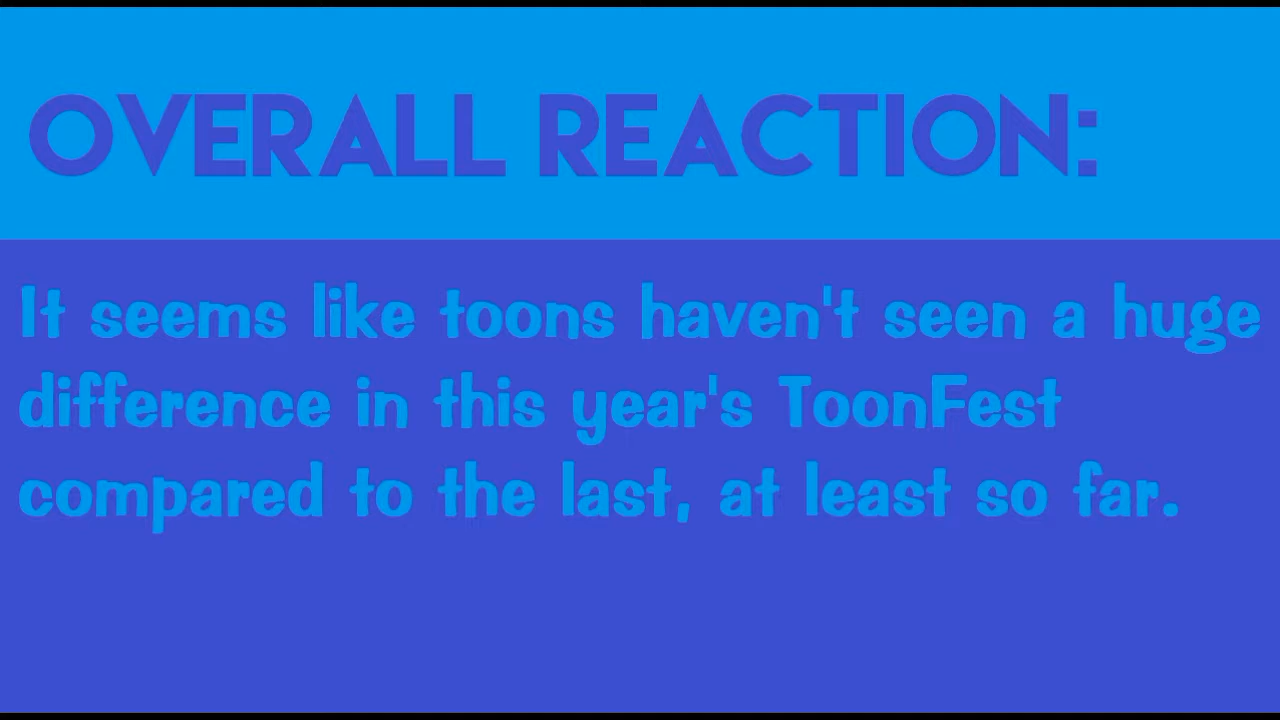 OVERALL REACTION:
It seems like toons haven't seen a huge
difference in this year's ToonFest
compared to the last, at least so far.